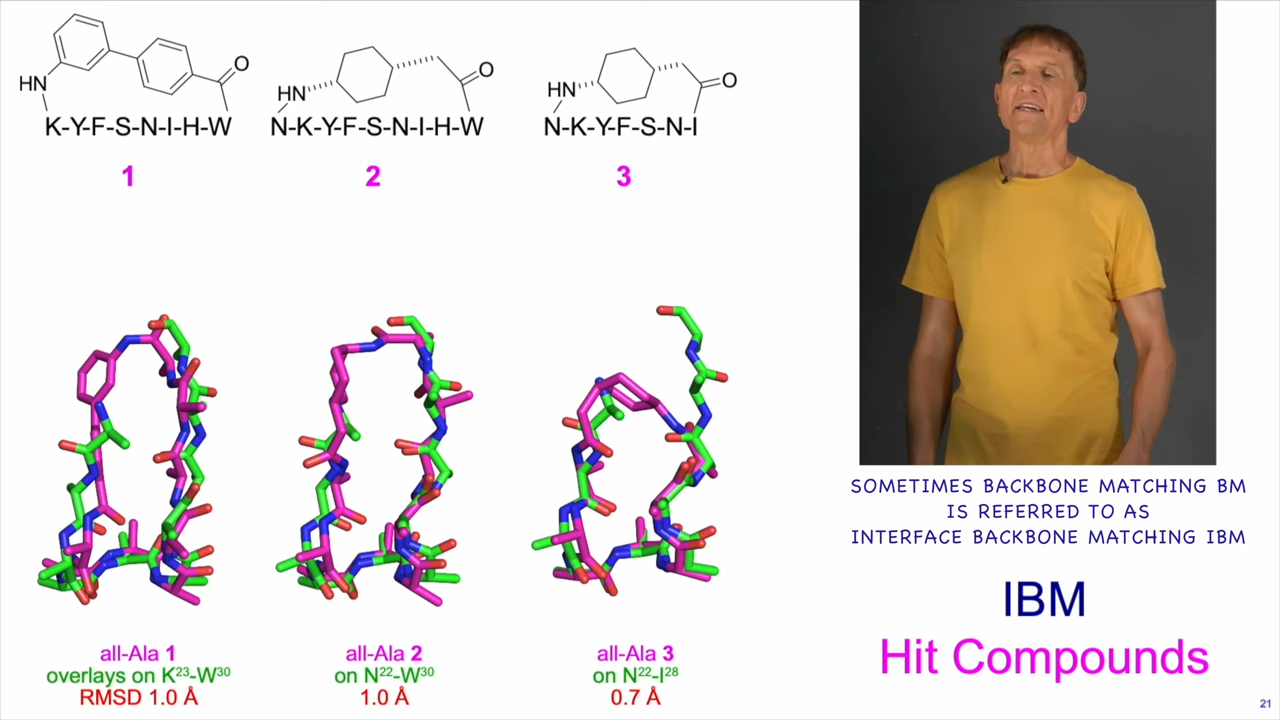 HN
O
K-Y-F-S-N-I-H-W
1
HN
O
N-K-Y-F-S-N-I-H-W
2
HN
O
N-K-Y-F-S-N-I
3
all-Ala 1
overlays on K²³-W³⁰
RMSD 1.0 Å
all-Ala 2
on N²²-W³⁰
1.0 Å
all-Ala 3
on N²²-I²⁸
0.7 Å
SOMETIMES BACKBONE MATCHING BM
IS REFERRED TO AS
INTERFACE BACKBONE MATCHING IBM
IBM
Hit Compounds
21